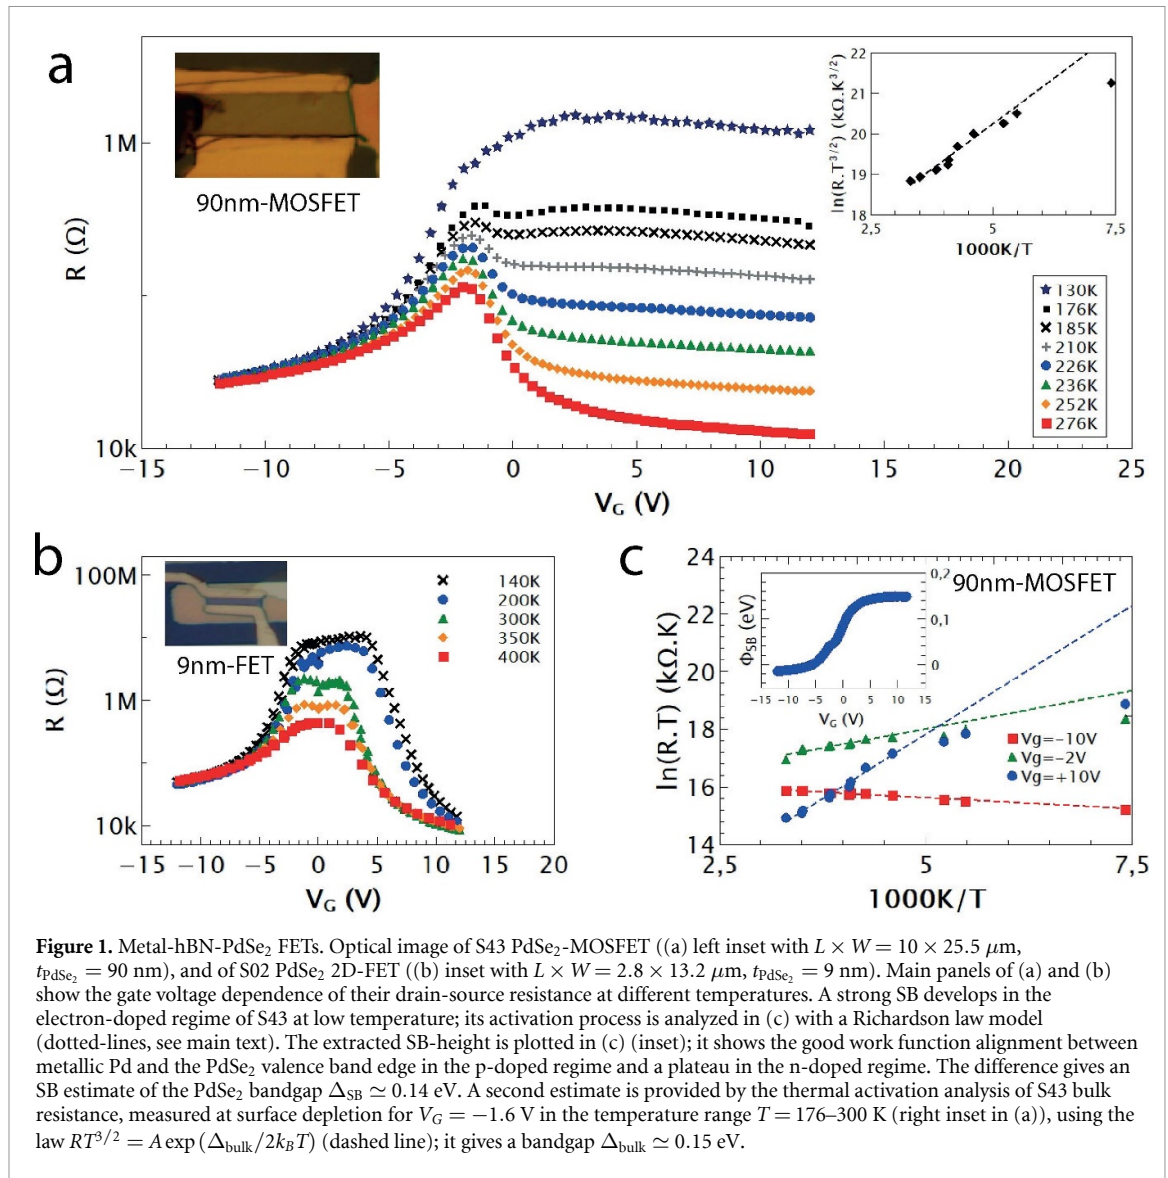 a
90nm-MOSFET
R (Ω)
1M
10k
−15 −10 −5 0 5 10 15 20 25
V_G (V)
ln(R.T^3/2) (kΩ.K^3/2)
22
21
20
19
18
2,5 5 7,5
1000K/T
130K
176K
185K
210K
226K
236K
252K
276K
b
9nm-FET
R (Ω)
100M
1M
10k
−15 −10 −5 0 5 10 15 20
V_G (V)
140K
200K
300K
350K
400K
c
90nm-MOSFET
ln(R.T) (kΩ.K)
24
22
20
18
16
14
2,5 5 7,5
1000K/T
Φ_SB (eV)
0,2
0,1
0
−15 −10 −5 0 5 10 15
V_G (V)
Vg=−10V
Vg=−2V
Vg=+10V
Figure 1. Metal-hBN-PdSe₂ FETs. Optical image of S43 PdSe₂-MOSFET ((a) left inset with L × W = 10 × 25.5 μm,
t_PdSe₂ = 90 nm), and of S02 PdSe₂ 2D-FET ((b) inset with L × W = 2.8 × 13.2 μm, t_PdSe₂ = 9 nm). Main panels of (a) and (b)
show the gate voltage dependence of their drain-source resistance at different temperatures. A strong SB develops in the
electron-doped regime of S43 at low temperature; its activation process is analyzed in (c) with a Richardson law model
(dotted-lines, see main text). The extracted SB-height is plotted in (c) (inset); it shows the good work function alignment between
metallic Pd and the PdSe₂ valence band edge in the p-doped regime and a plateau in the n-doped regime. The difference gives an
SB estimate of the PdSe₂ bandgap Δ_SB ≃ 0.14 eV. A second estimate is provided by the thermal activation analysis of S43 bulk
resistance, measured at surface depletion for V_G = −1.6 V in the temperature range T = 176–300 K (right inset in (a)), using the
law RT^3/2 = A exp (Δ_bulk/2k_BT) (dashed line); it gives a bandgap Δ_bulk ≃ 0.15 eV.